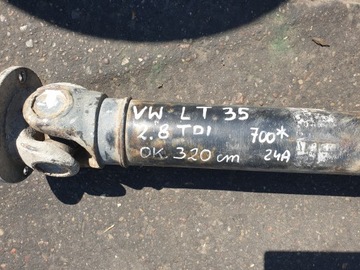 VW LT 35
2.8 TDI 700*
OK 320 cm 24A